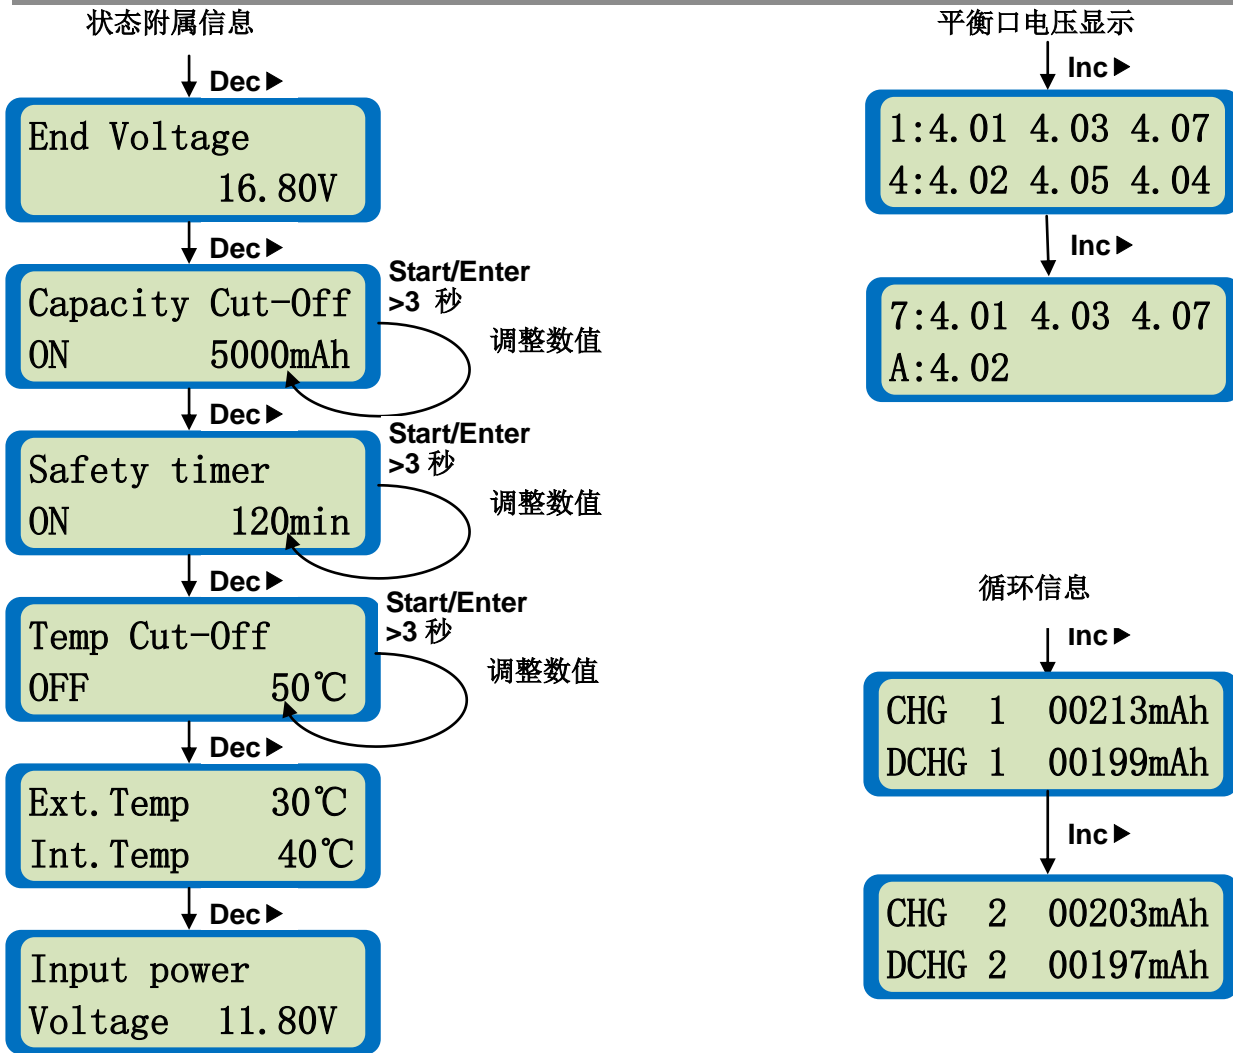 状态附属信息
Dec▶
End Voltage
16.80V
Dec▶
Capacity Cut-Off
ON 5000mAh
Start/Enter
>3 秒
调整数值
Dec▶
Safety timer
ON 120min
Start/Enter
>3 秒
调整数值
Dec▶
Temp Cut-Off
OFF 50℃
Start/Enter
>3 秒
调整数值
Dec▶
Ext.Temp 30℃
Int.Temp 40℃
Dec▶
Input power
Voltage 11.80V
平衡口电压显示
Inc▶
1:4.01 4.03 4.07
4:4.02 4.05 4.04
Inc▶
7:4.01 4.03 4.07
A:4.02
循环信息
Inc▶
CHG 1 00213mAh
DCHG 1 00199mAh
Inc▶
CHG 2 00203mAh
DCHG 2 00197mAh